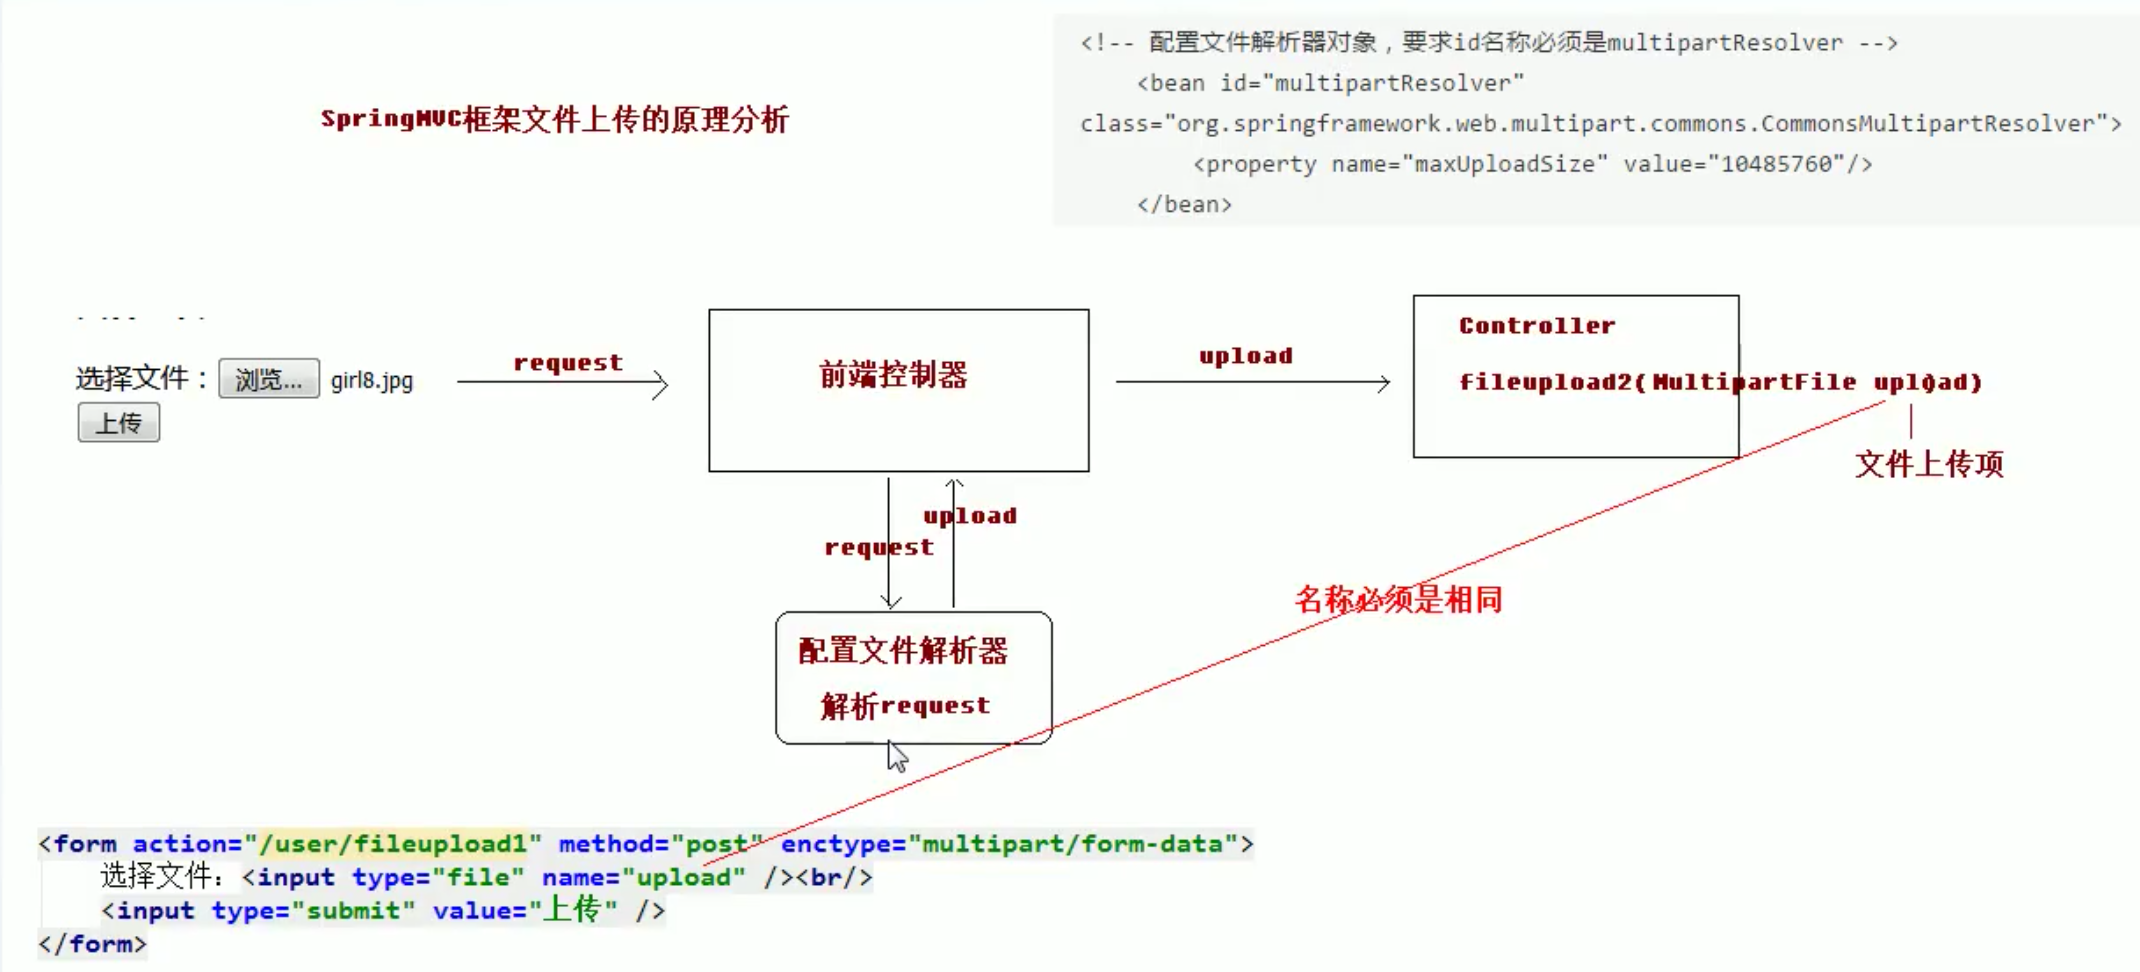 <!-- 配置文件解析器对象，要求id名称必须是multipartResolver -->
<bean id="multipartResolver"
class="org.springframework.web.multipart.commons.CommonsMultipartResolver">
<property name="maxUploadSize" value="10485760"/>
</bean>
SpringMVC框架文件上传的原理分析
选择文件： 浏览... girl8.jpg
上传
request
前端控制器
upload
Controller
fileupload2(MultipartFile upload)
文件上传项
upload
request
配置文件解析器
解析request
名称必须是相同
<form action="/user/fileupload1" method="post" enctype="multipart/form-data">
选择文件：<input type="file" name="upload" /><br/>
<input type="submit" value="上传" />
</form>